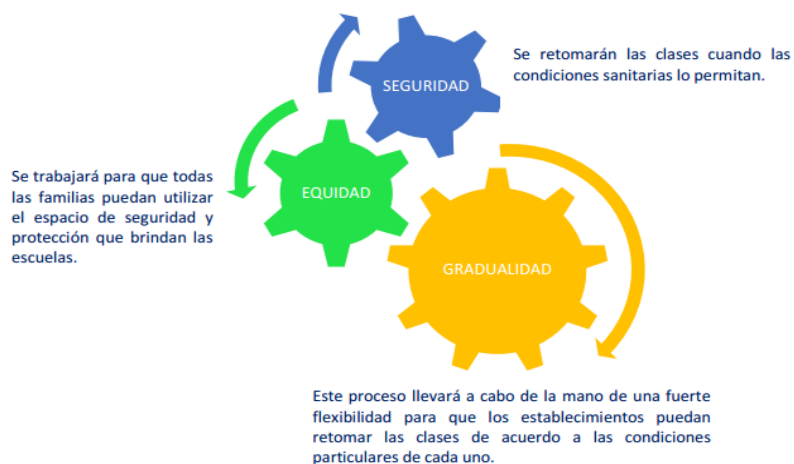 SEGURIDAD
Se retomarán las clases cuando las
condiciones sanitarias lo permitan.
EQUIDAD
Se trabajará para que todas
las familias puedan utilizar
el espacio de seguridad y
protección que brindan las
escuelas.
GRADUALIDAD
Este proceso llevará a cabo de la mano de una fuerte
flexibilidad para que los establecimientos puedan
retomar las clases de acuerdo a las condiciones
particulares de cada uno.